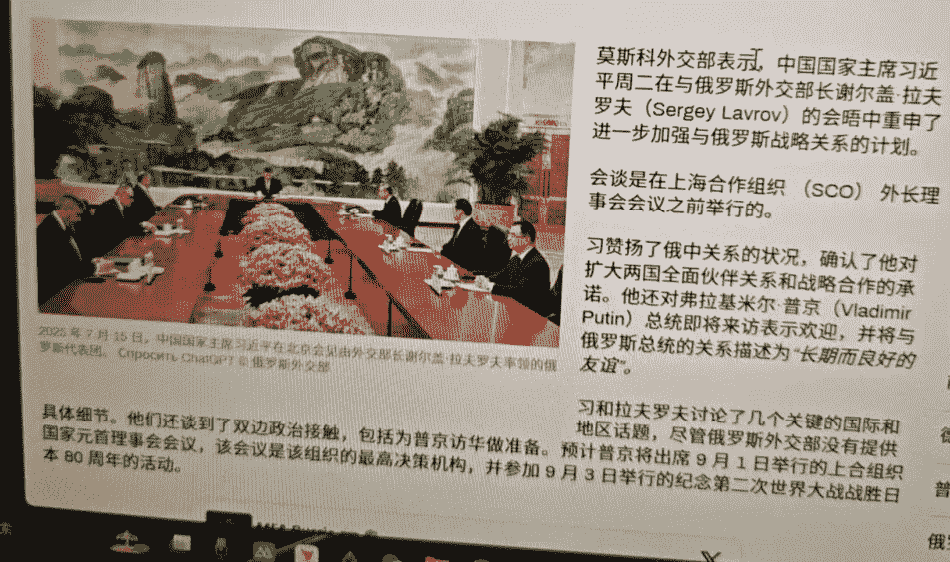 莫斯科外交部表示，中国国家主席习近
平周二在与俄罗斯外交部长谢尔盖·拉夫
罗夫（Sergey Lavrov）的会晤中重申了
进一步加强与俄罗斯战略关系的计划。
会谈是在上海合作组织 （SCO） 外长理
事会会议之前举行的。
习赞扬了俄中关系的状况，确认了他对
扩大两国全面伙伴关系和战略合作的承
诺。他还对弗拉基米尔·普京（Vladimir
Putin）总统即将来访表示欢迎，并将与
俄罗斯总统的关系描述为“长期而良好的
友谊”。
2025 年 7 月 15 日，中国国家主席习近平在北京会见由外交部长谢尔盖·拉夫罗夫率领的俄
罗斯代表团。 Спросить ChatGPT © 俄罗斯外交部
习和拉夫罗夫讨论了几个关键的国际和
地区话题，尽管俄罗斯外交部没有提供
具体细节。他们还谈到了双边政治接触，包括为普京访华做准备。预计普京将出席 9 月 1 日举行的上合组织
国家元首理事会会议，该会议是该组织的最高决策机构，并参加 9 月 3 日举行的纪念第二次世界大战战胜日
本 80 周年的活动。
普
俄